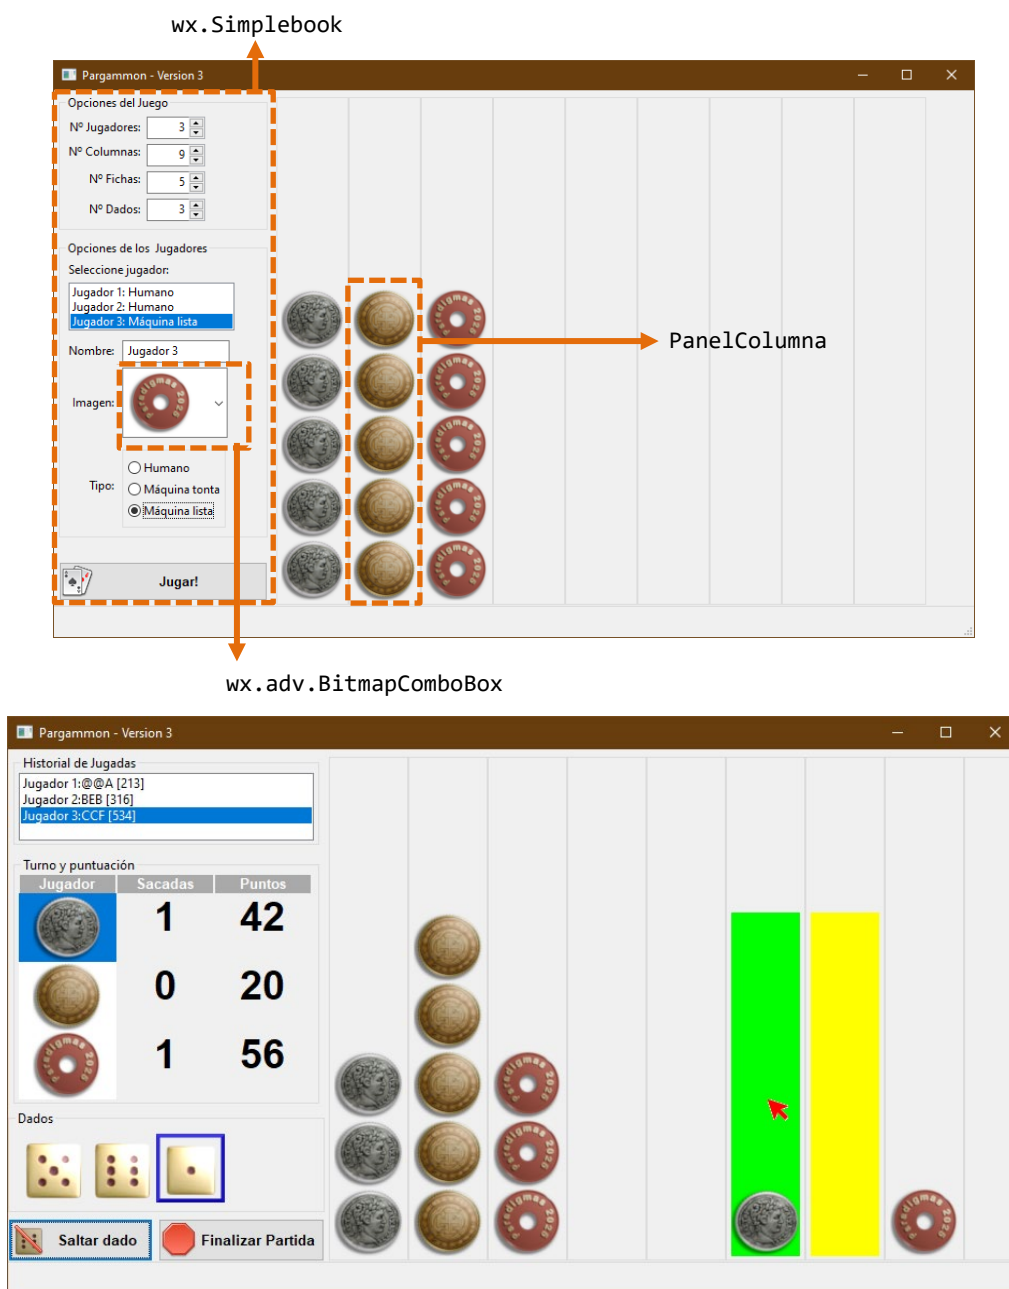 wx.Simplebook
Pargammon - Version 3
Opciones del Juego
Nº Jugadores: 3
Nº Columnas: 9
Nº Fichas: 5
Nº Dados: 3
Opciones de los Jugadores
Seleccione jugador:
Jugador 1: Humano
Jugador 2: Humano
Jugador 3: Máquina lista
Nombre: Jugador 3
Imagen:
Paradigmas 2025
Tipo:
Humano
Máquina tonta
Máquina lista
Jugar!
PanelColumna
wx.adv.BitmapComboBox
Pargammon - Version 3
Historial de Jugadas
Jugador 1:@@A [213]
Jugador 2:BEB [316]
Jugador 3:CCF [534]
Turno y puntuación
Jugador Sacadas Puntos
1 42
0 20
1 56
Dados
Saltar dado
Finalizar Partida